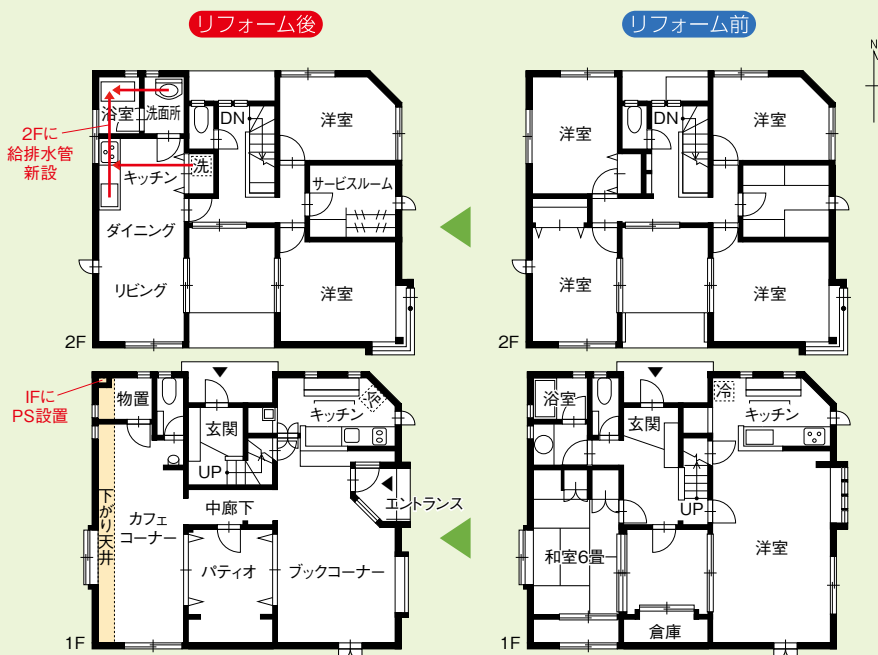 リフォーム後
リフォーム前
N
浴室
洗面所
DN
洋室
2Fに
給排水管
新設
キッチン
洗
サービスルーム
ダイニング
リビング
洋室
2F
洋室
DN
洋室
洋室
洋室
2F
IFに
PS設置
物置
玄関
キッチン
冷
UP
エントランス
中廊下
下がり天井
カフェ
コーナー
パティオ
ブックコーナー
1F
浴室
玄関
冷
キッチン
UP
和室6畳
洋室
倉庫
1F